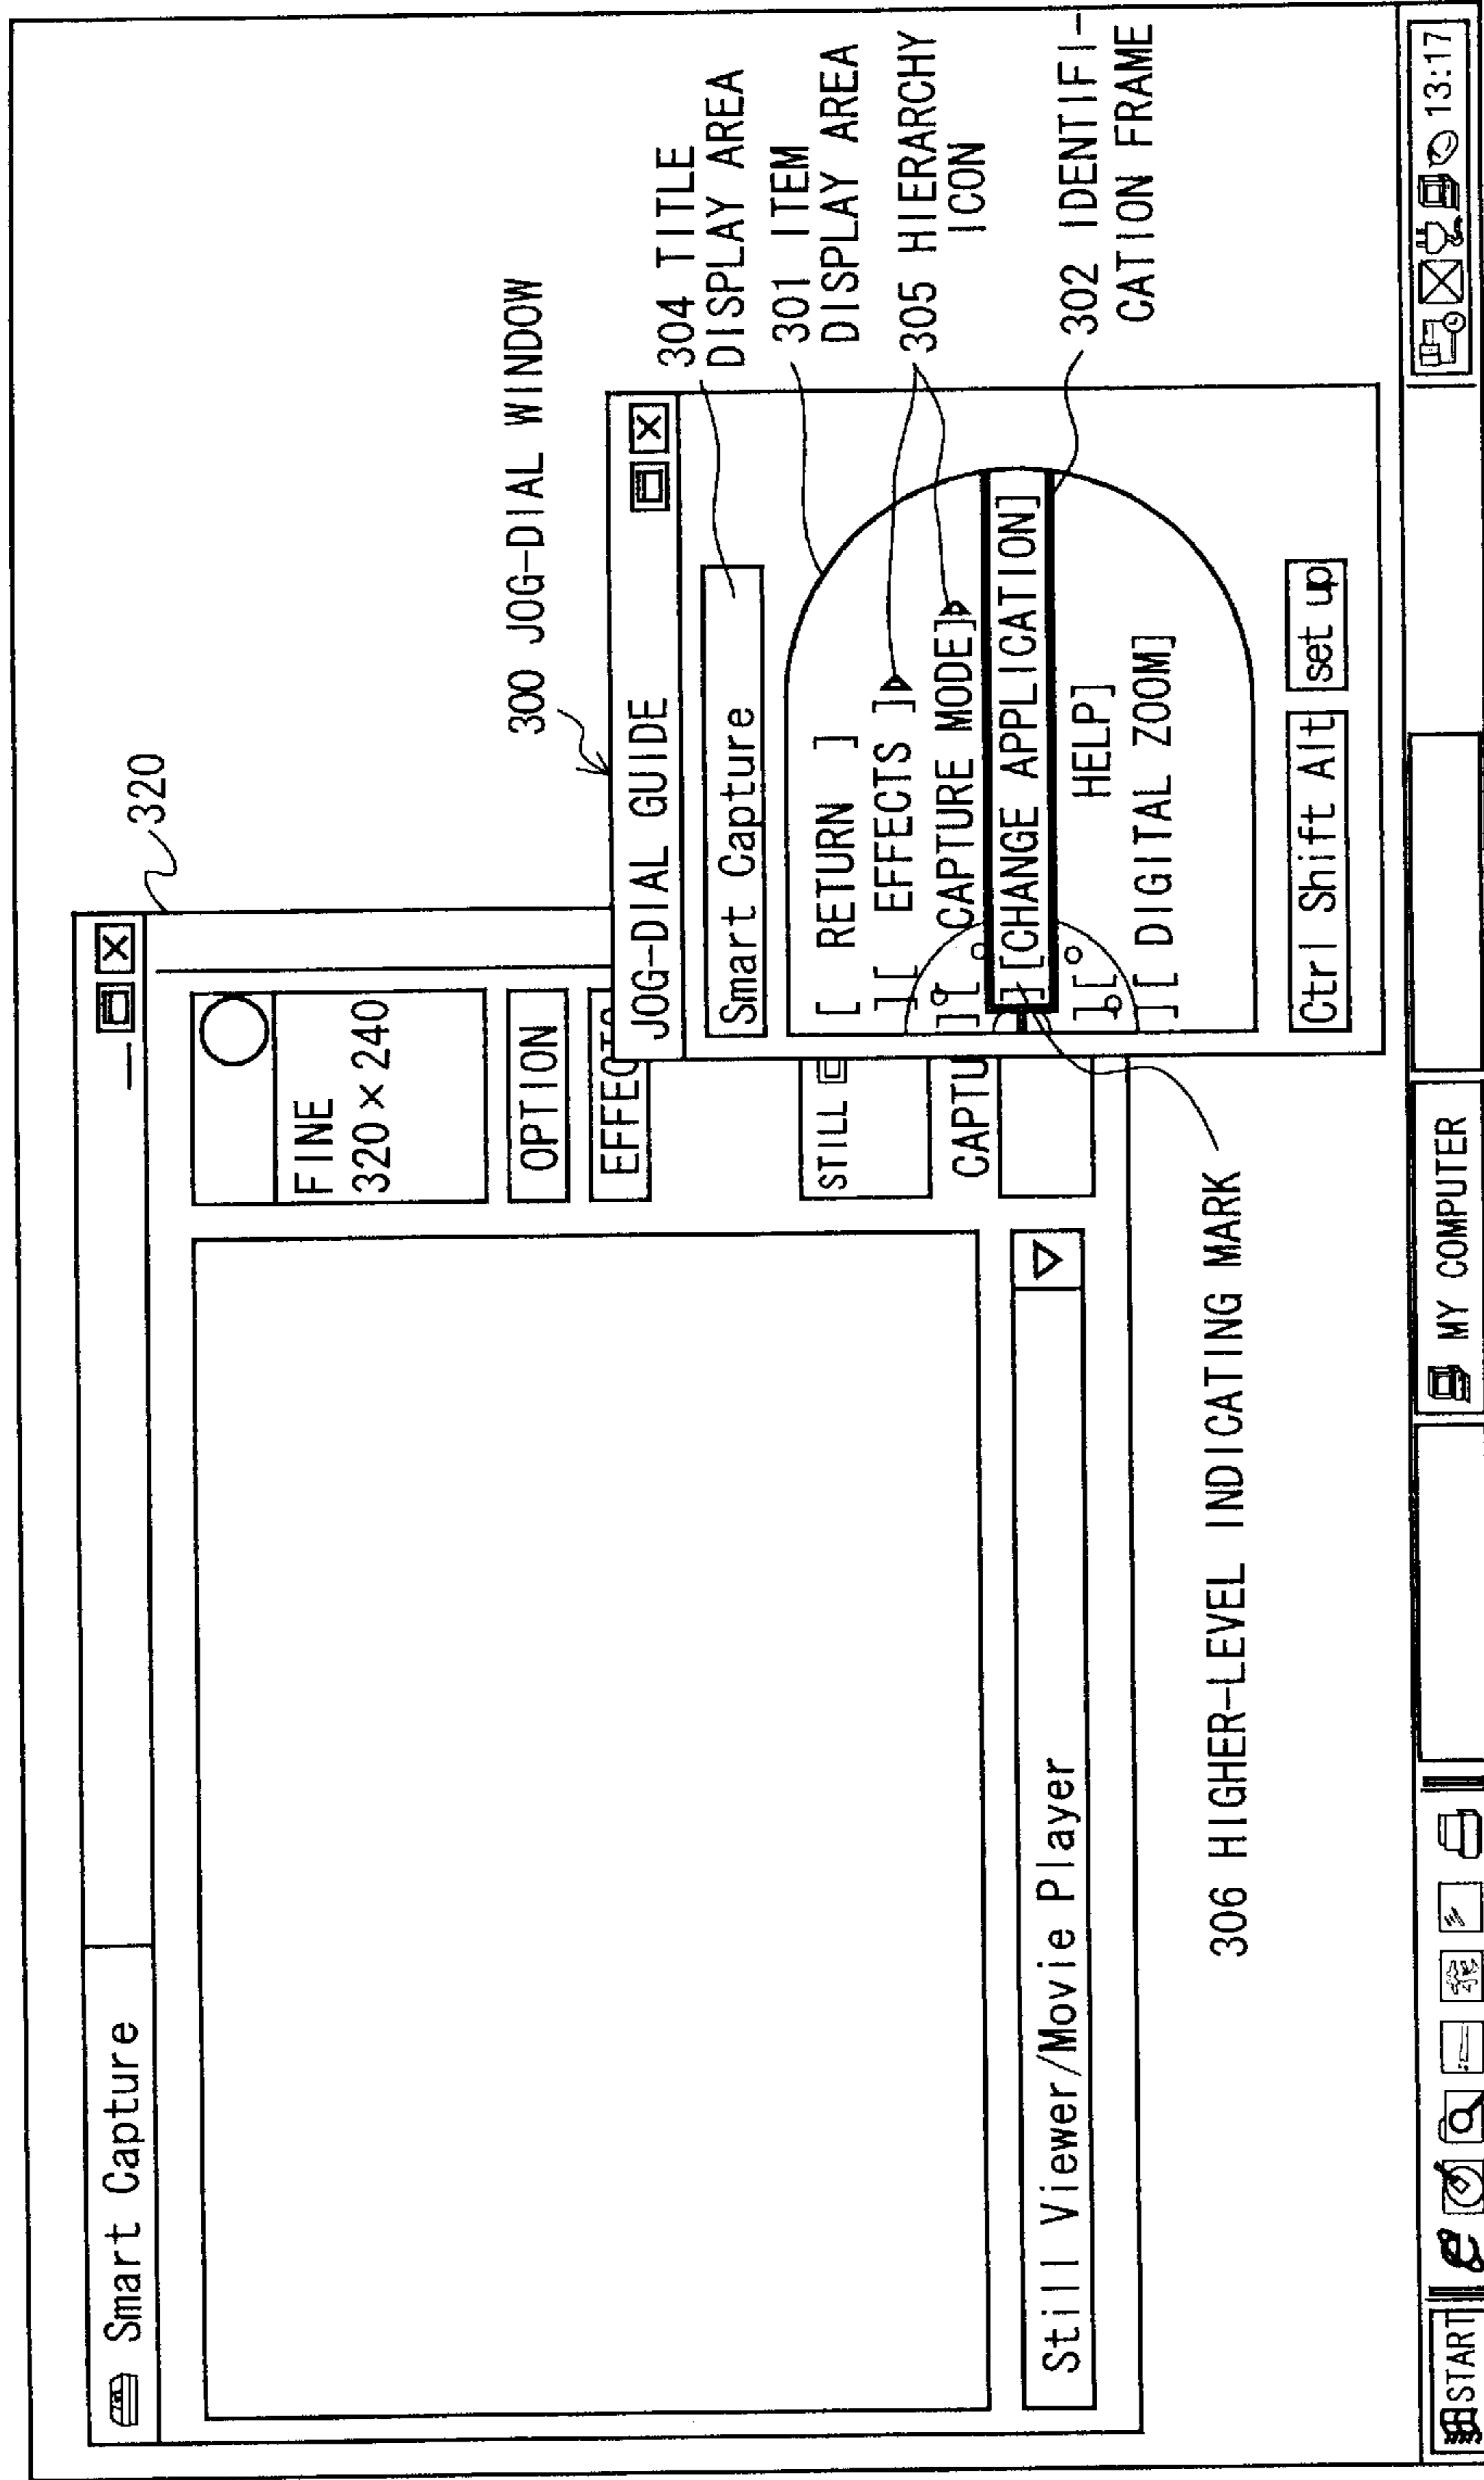 Smart Capture
320
FINE
320×240
OPTION
EFFECTS
STILL
CAPTU
Still Viewer/Movie Player
300 JOG-DIAL WINDOW
JOG-DIAL GUIDE
Smart Capture
[ RETURN ]
][ EFFECTS ]
][ CAPTURE MODE]
][CHANGE APPLICATION]
][ HELP]
][ DIGITAL ZOOM]
Ctrl Shift Alt set up
304 TITLE
DISPLAY AREA
301 ITEM
DISPLAY AREA
305 HIERARCHY
ICON
302 IDENTIFI-
CATION FRAME
306 HIGHER-LEVEL INDICATING MARK
START
MY COMPUTER
13:17